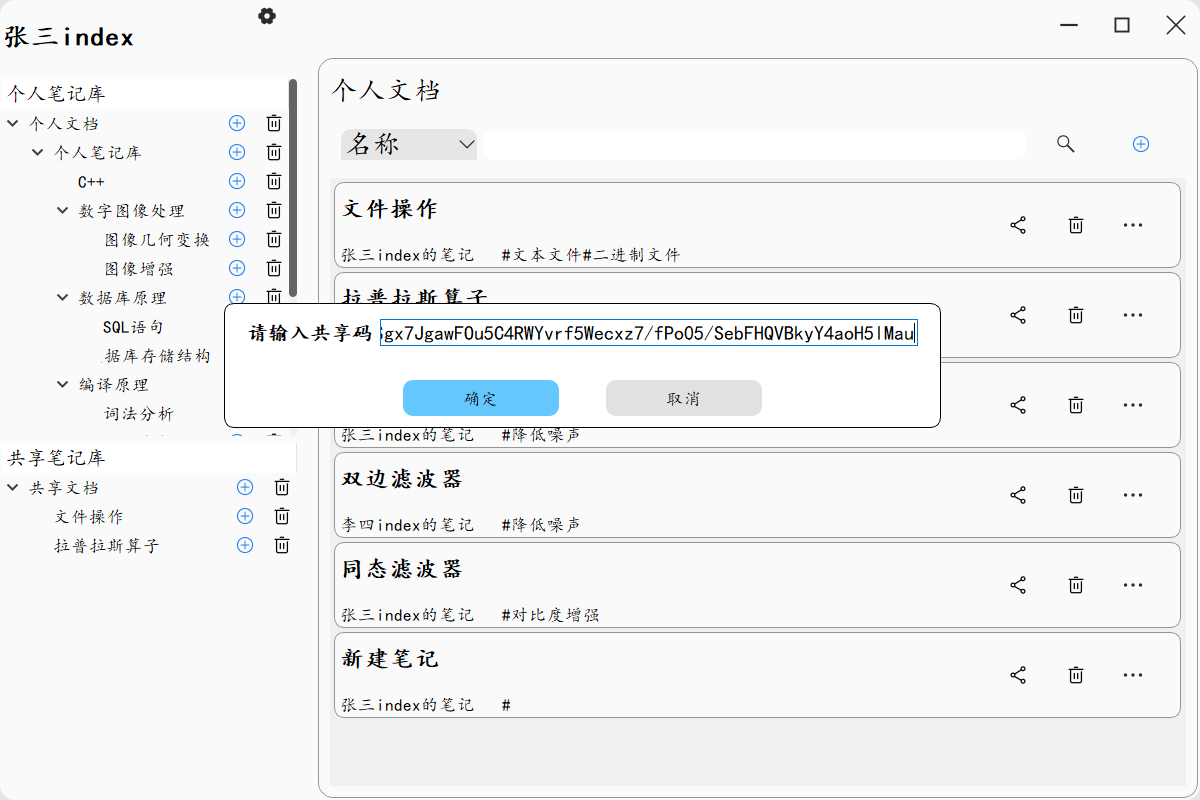 张三index
个人笔记库
个人文档
个人笔记库
C++
数字图像处理
图像几何变换
图像增强
数据库原理
SQL语句
据库存储结构
编译原理
词法分析
共享笔记库
共享文档
文件操作
拉普拉斯算子
个人文档
名称
文件操作
张三index的笔记 #文本文件#二进制文件
拉普拉斯算子
请输入共享码 gx7JgawFOu5C4RWYvrf5Wecxz7/fPoO5/SebFHQVBkyY4aoH5lMau
确定 取消
张三index的笔记 #降低噪声
双边滤波器
李四index的笔记 #降低噪声
同态滤波器
张三index的笔记 #对比度增强
新建笔记
张三index的笔记 #